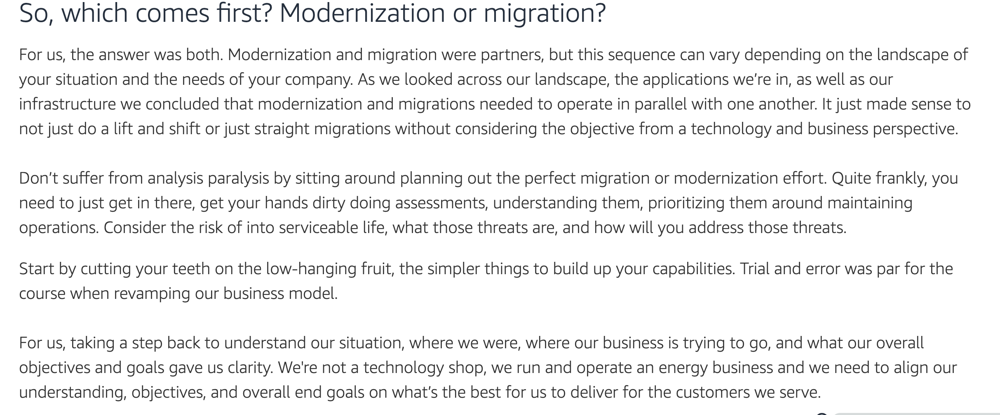 So, which comes first? Modernization or migration?
For us, the answer was both. Modernization and migration were partners, but this sequence can vary depending on the landscape of
your situation and the needs of your company. As we looked across our landscape, the applications we’re in, as well as our
infrastructure we concluded that modernization and migrations needed to operate in parallel with one another. It just made sense to
not just do a lift and shift or just straight migrations without considering the objective from a technology and business perspective.
Don’t suffer from analysis paralysis by sitting around planning out the perfect migration or modernization effort. Quite frankly, you
need to just get in there, get your hands dirty doing assessments, understanding them, prioritizing them around maintaining
operations. Consider the risk of into serviceable life, what those threats are, and how will you address those threats.
Start by cutting your teeth on the low-hanging fruit, the simpler things to build up your capabilities. Trial and error was par for the
course when revamping our business model.
For us, taking a step back to understand our situation, where we were, where our business is trying to go, and what our overall
objectives and goals gave us clarity. We're not a technology shop, we run and operate an energy business and we need to align our
understanding, objectives, and overall end goals on what’s the best for us to deliver for the customers we serve.